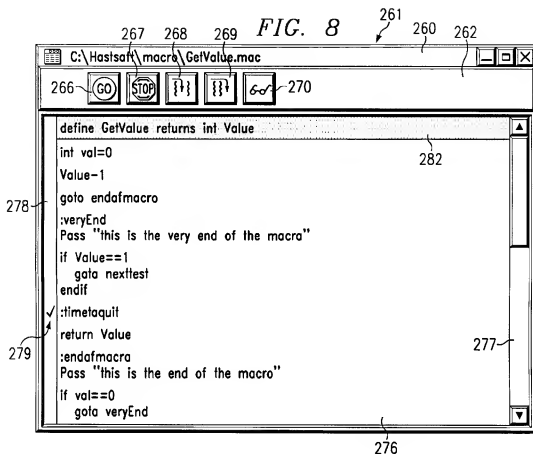 FIG. 8
267 268 269 261 260 262
C:\Hastsaft\macro\GetValue.mac
266 GO STOP 270
define GetValue returns int Value
282
int val=0
Value-1
278
goto endafmacro
:veryEnd
Pass "this is the very end of the macra"
if Value==1
gata nexttest
endif
:timetaquit
279
return Value
277
:endafmacra
Pass "this is the end of the macro"
if val==0
gota veryEnd
276